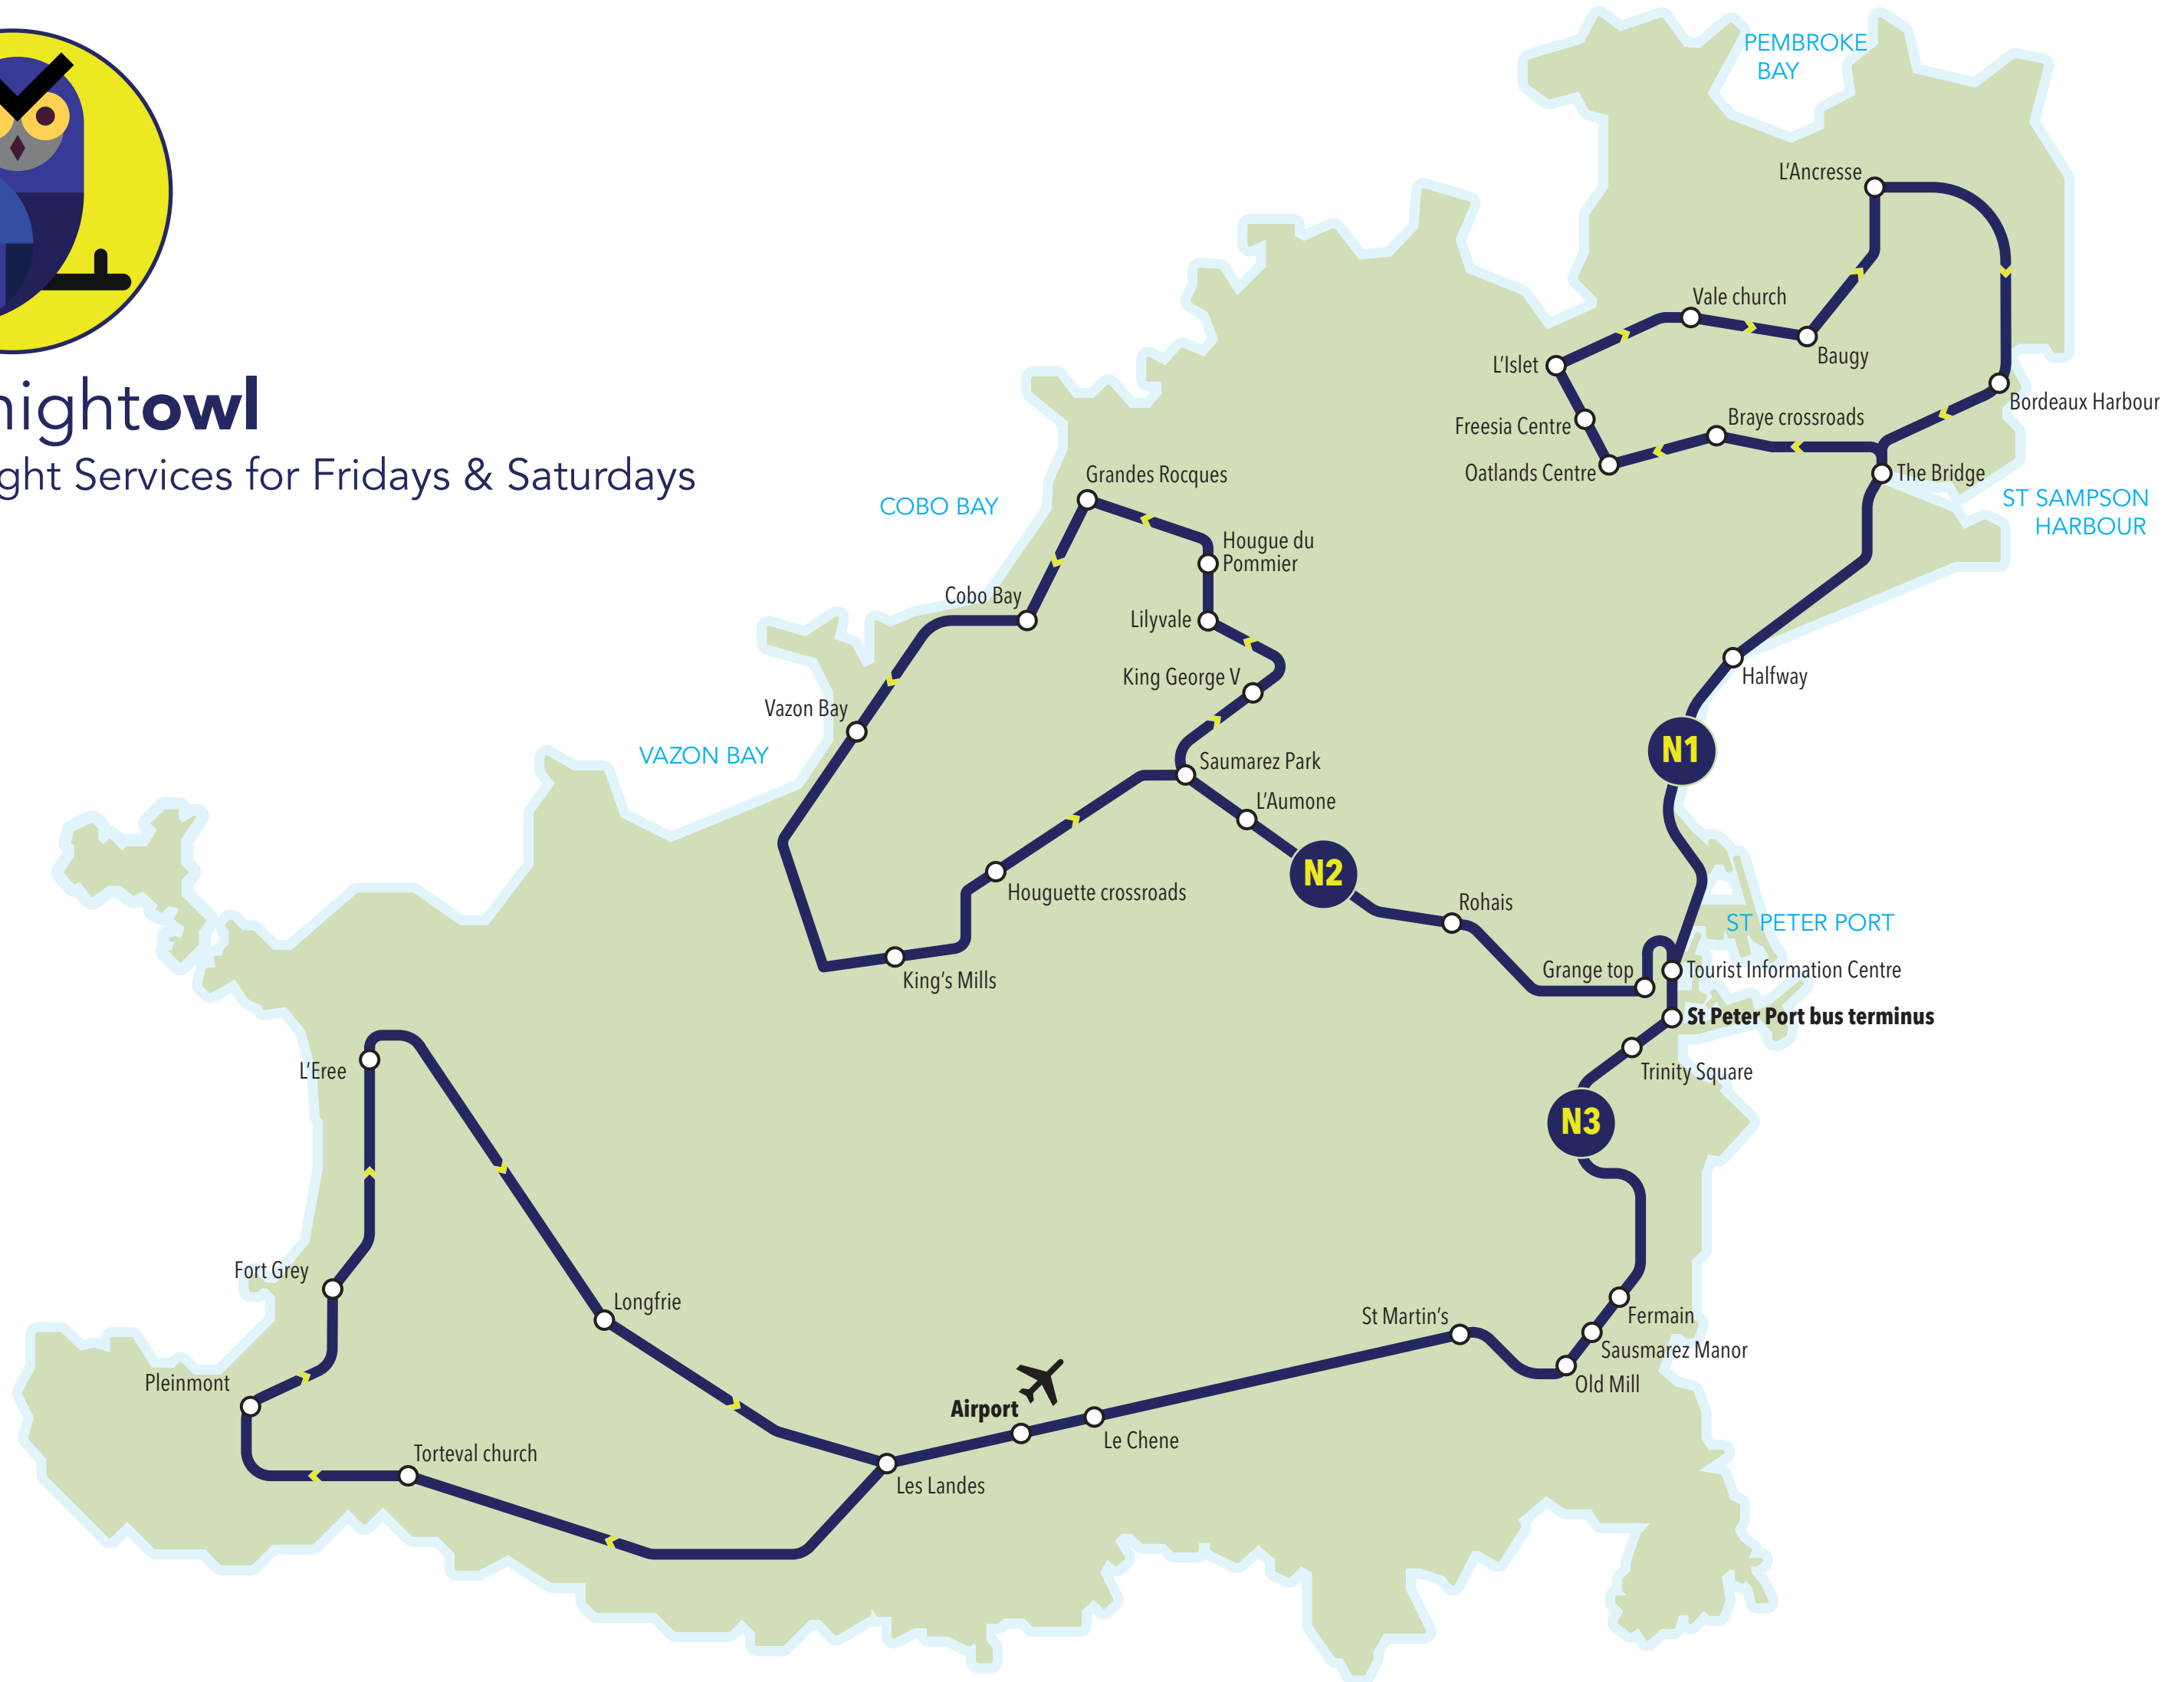 PEMBROKE
BAY
L'Ancresse
Vale church
Baugy
L'Islet
Bordeaux Harbour
Freesia Centre
Braye crossroads
Oatlands Centre
The Bridge
ST SAMPSON
HARBOUR
nightowl
ght Services for Fridays & Saturdays
Grandes Rocques
COBO BAY
Hougue du
Pommier
Cobo Bay
Lilyvale
King George V
Halfway
Vazon Bay
VAZON BAY
N1
Saumarez Park
L'Aumone
N2
Houguette crossroads
Rohais
ST PETER PORT
King's Mills
Grange top
Tourist Information Centre
St Peter Port bus terminus
L'Eree
Trinity Square
N3
Fort Grey
Longfrie
St Martin's
Fermain
Sausmarez Manor
Old Mill
Pleinmont
Airport
Le Chene
Torteval church
Les Landes